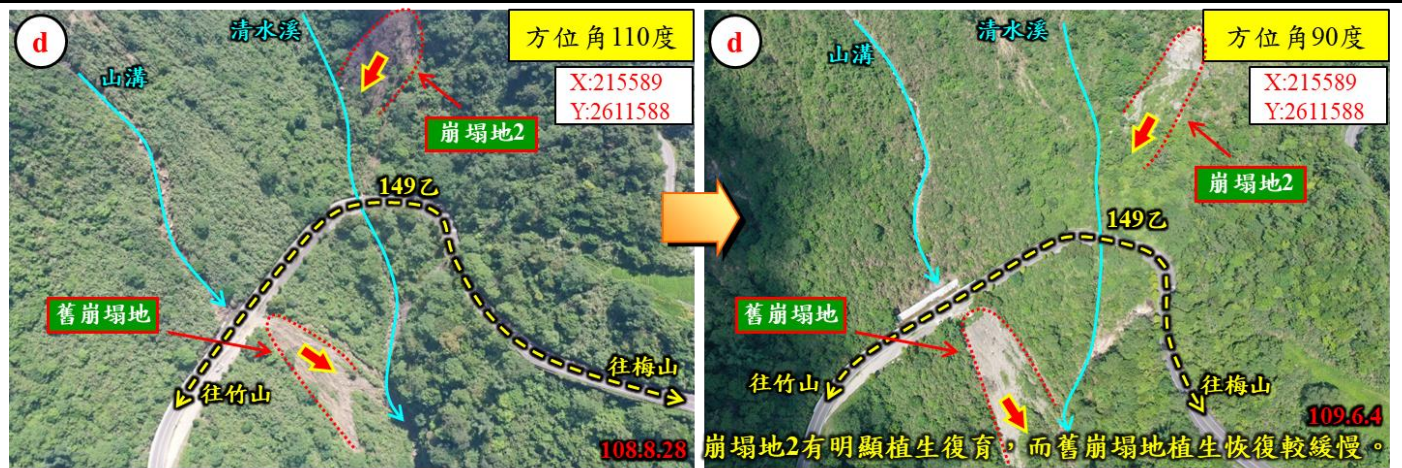 d
清水溪
方位角110度
X:215589
Y:2611588
山溝
崩塌地2
149乙
舊崩塌地
往竹山
往梅山
108.8.28
d
清水溪
方位角90度
X:215589
Y:2611588
山溝
崩塌地2
149乙
舊崩塌地
往竹山
往梅山
109.6.4
崩塌地2有明顯植生復育，而舊崩塌地植生恢復較緩慢。